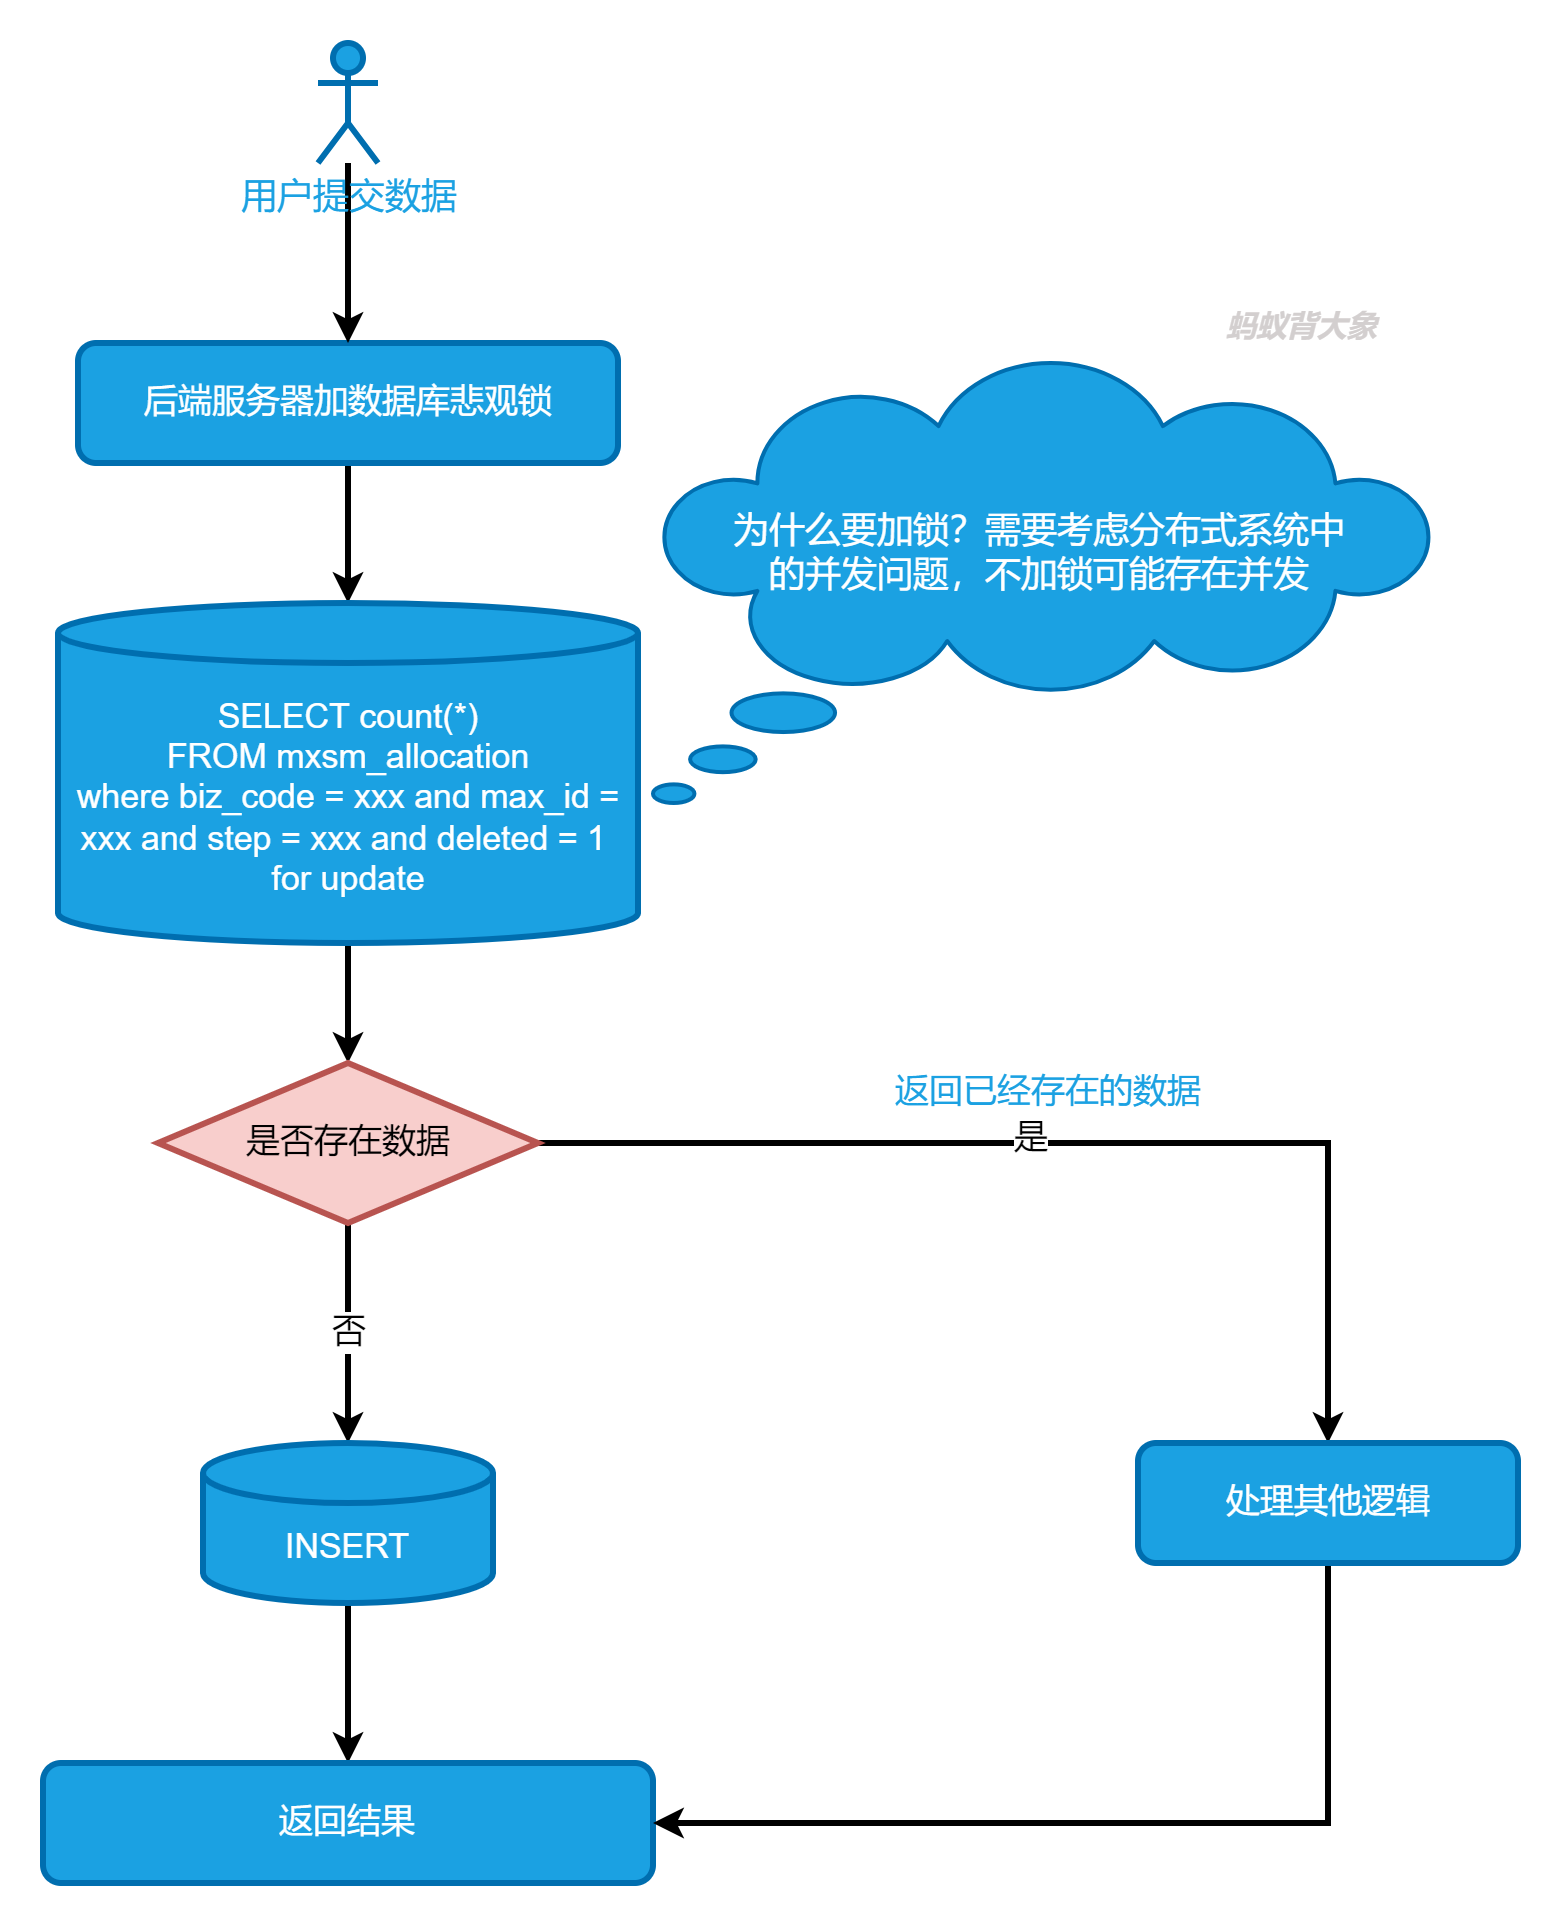 用户提交数据
后端服务器加数据库悲观锁
蚂蚁背大象
为什么要加锁？需要考虑分布式系统中
的并发问题，不加锁可能存在并发
SELECT count(*)
FROM mxsm_allocation
where biz_code = xxx and max_id =
xxx and step = xxx and deleted = 1
for update
是否存在数据
返回已经存在的数据
是
否
INSERT
处理其他逻辑
返回结果